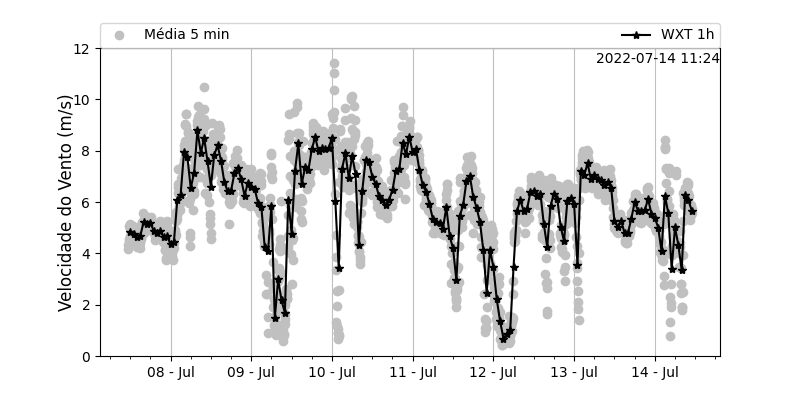 Média 5 min
WXT 1h
2022-07-14 11:24
Velocidade do Vento (m/s)
12
10
8
6
4
2
0
08 - Jul
09 - Jul
10 - Jul
11 - Jul
12 - Jul
13 - Jul
14 - Jul